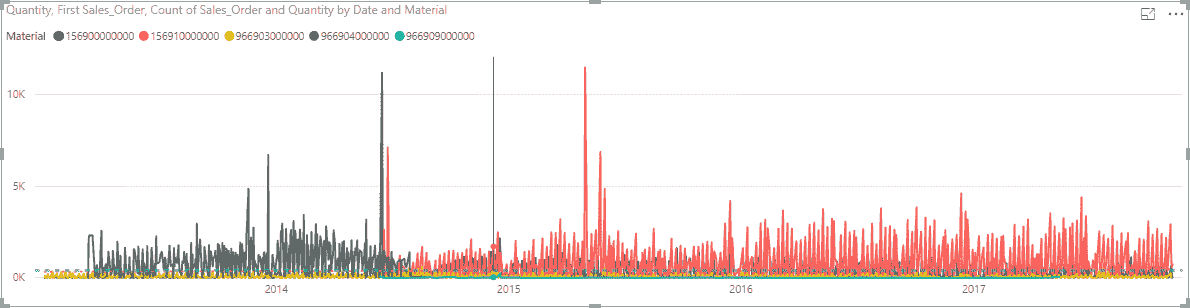 Quantity, First Sales_Order, Count of Sales_Order and Quantity by Date and Material
Material 156900000000 156910000000 966903000000 966904000000 966909000000
10K
5K
0K
2014 2015 2016 2017